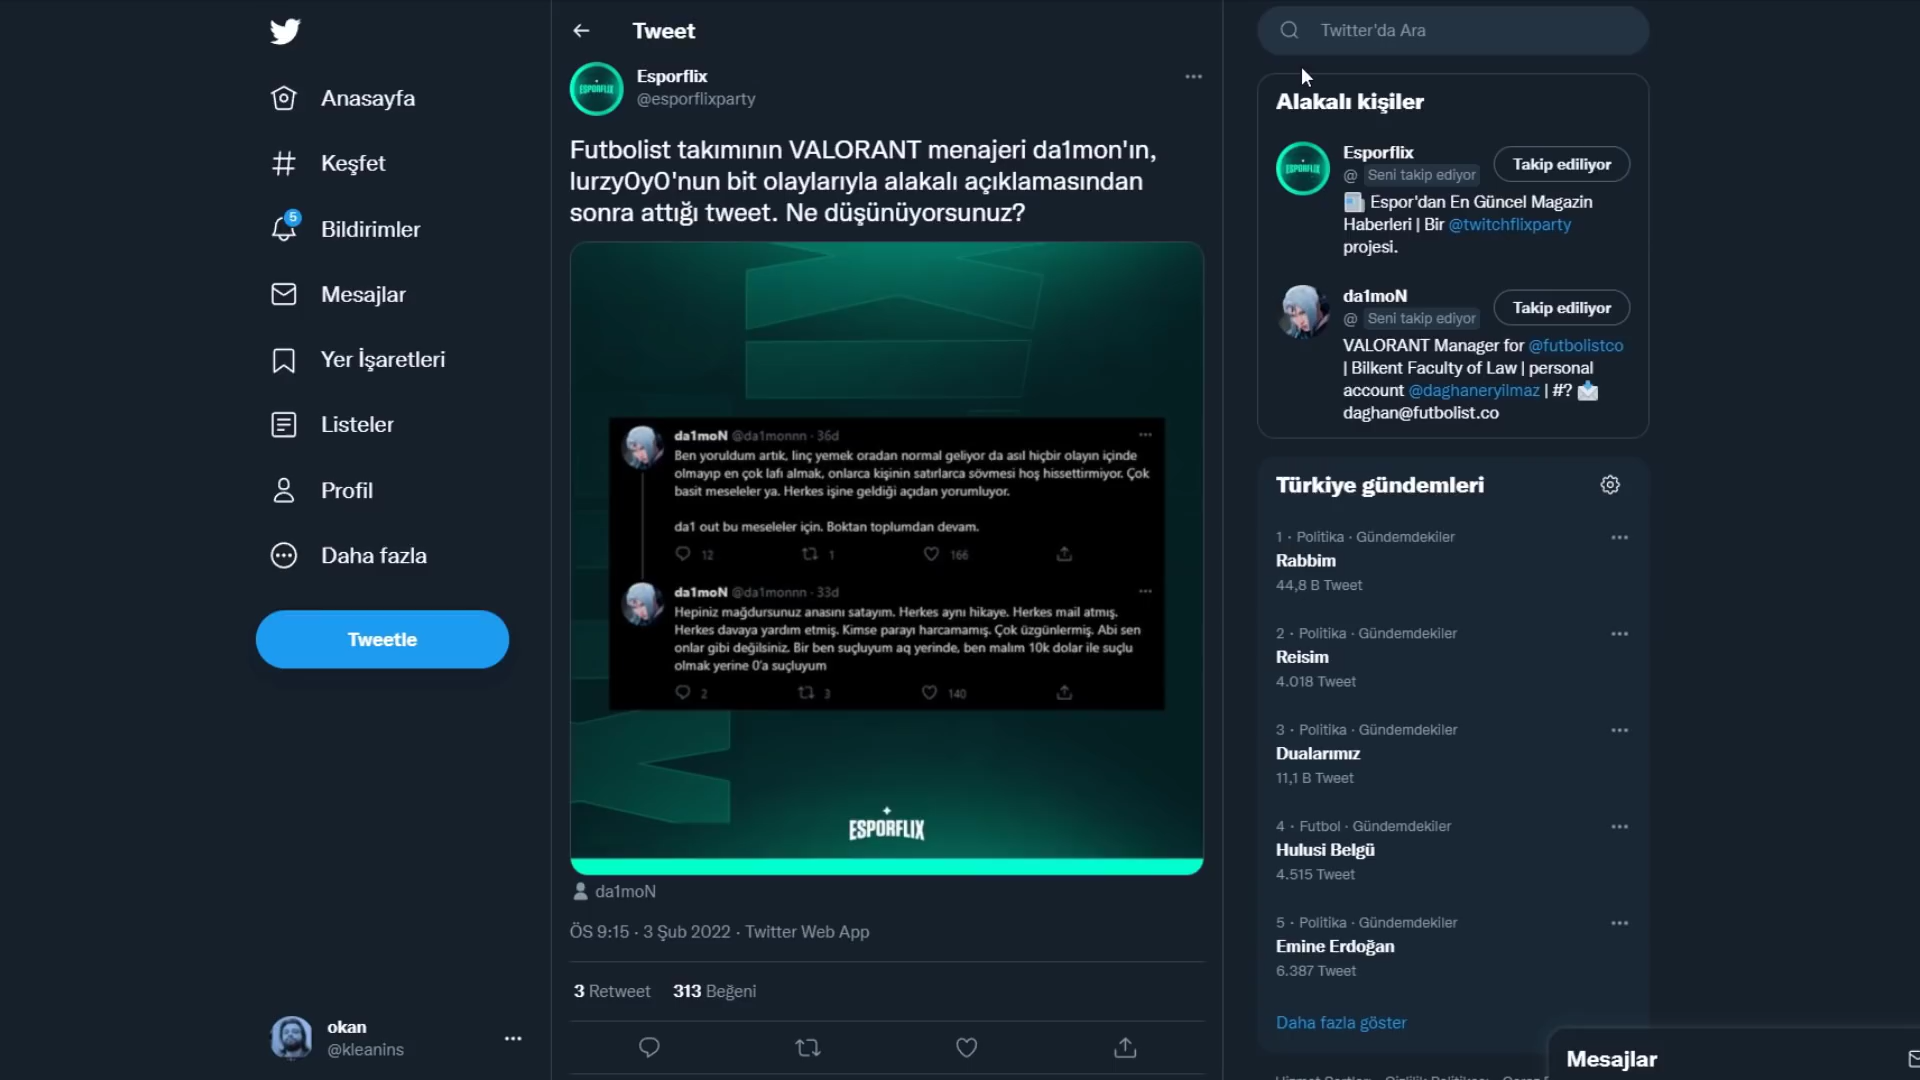 Anasayfa
Keşfet
5
Bildirimler
Mesajlar
Yer İşaretleri
Listeler
Profil
Daha fazla
Tweetle
okan
@kleanins
Tweet
ESPORFLIX
Esporflix
@esporflixparty
Futbolist takımının VALORANT menajeri da1mon'ın,
lurzy0y0'nun bit olaylarıyla alakalı açıklamasından
sonra attığı tweet. Ne düşünüyorsunuz?
da1moN @da1monnn · 36d
Ben yoruldum artık, linç yemek oradan normal geliyor da asıl hiçbir olayın içinde
olmayıp en çok lafı almak, onlarca kişinin satırlarca sövmesi hoş hissettirmiyor. Çok
basit meseleler ya. Herkes işine geldiği açıdan yorumluyor.
da1 out bu meseleler için. Boktan toplumdan devam.
12 1 166
da1moN @da1monnn · 33d
Hepiniz mağdursunuz anasını satayım. Herkes aynı hikaye. Herkes mail atmış.
Herkes davaya yardım etmiş. Kimse parayı harcamamış. Çok üzgünlermiş. Abi sen
onlar gibi değilsiniz. Bir ben suçluyum aq yerinde, ben malım 10k dolar ile suçlu
olmak yerine 0'a suçluyum
2 3 140
ESPORFLIX
da1moN
ÖS 9:15 · 3 Şub 2022 · Twitter Web App
3 Retweet 313 Beğeni
Twitter'da Ara
Alakalı kişiler
ESPORFLIX
Esporflix
@ Seni takip ediyor
Takip ediliyor
Espor'dan En Güncel Magazin
Haberleri | Bir @twitchflixparty
projesi.
da1moN
@ Seni takip ediyor
Takip ediliyor
VALORANT Manager for @futbolistco
| Bilkent Faculty of Law | personal
account @daghaneryilmaz | #?
daghan@futbolist.co
Türkiye gündemleri
1 · Politika · Gündemdekiler
Rabbim
44,8 B Tweet
2 · Politika · Gündemdekiler
Reisim
4.018 Tweet
3 · Politika · Gündemdekiler
Dualarımız
11,1 B Tweet
4 · Futbol · Gündemdekiler
Hulusi Belgü
4.515 Tweet
5 · Politika · Gündemdekiler
Emine Erdoğan
6.387 Tweet
Daha fazla göster
Mesajlar